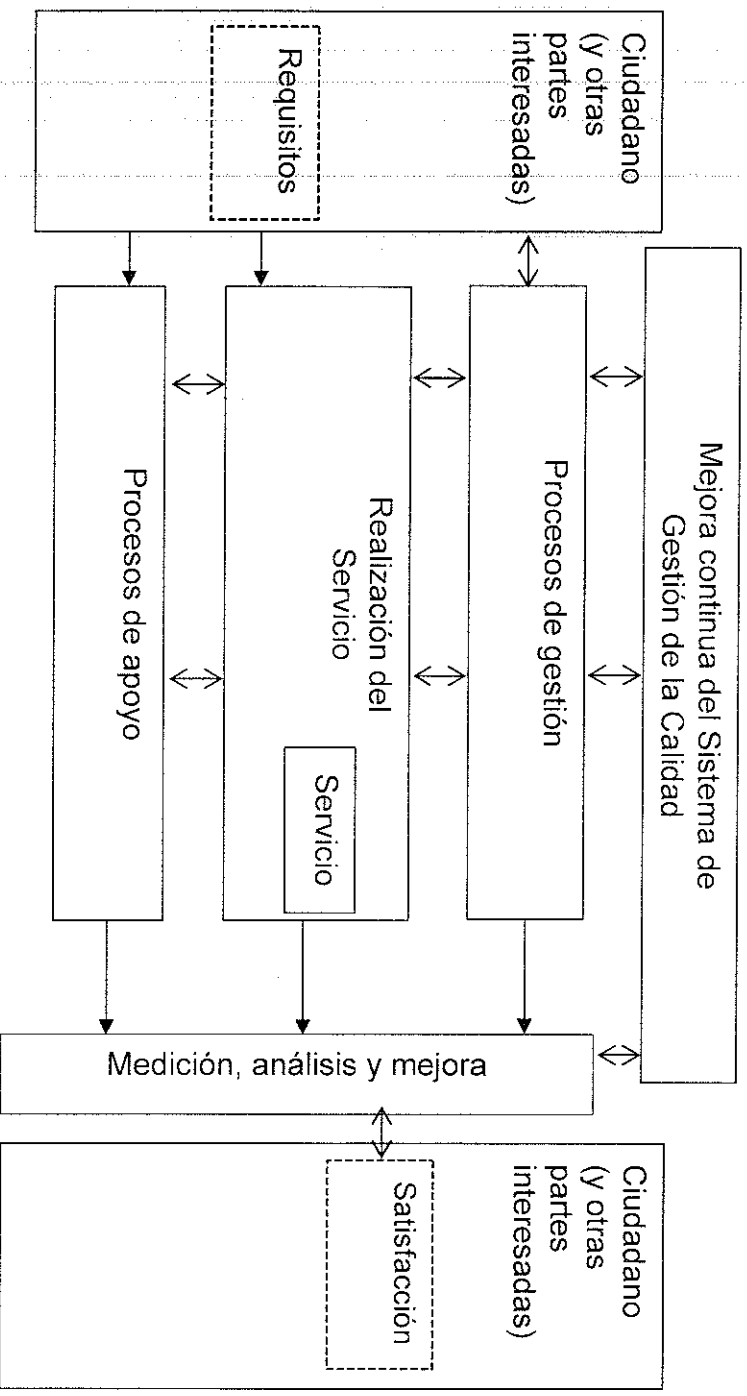 Mejora continua del Sistema de
Gestión de la Calidad
Ciudadano
(y otras
partes
interesadas)
Requisitos
Procesos de gestión
Realización del
Servicio
Servicio
Procesos de apoyo
Medición, análisis y mejora
Ciudadano
(y otras
partes
interesadas)
Satisfacción